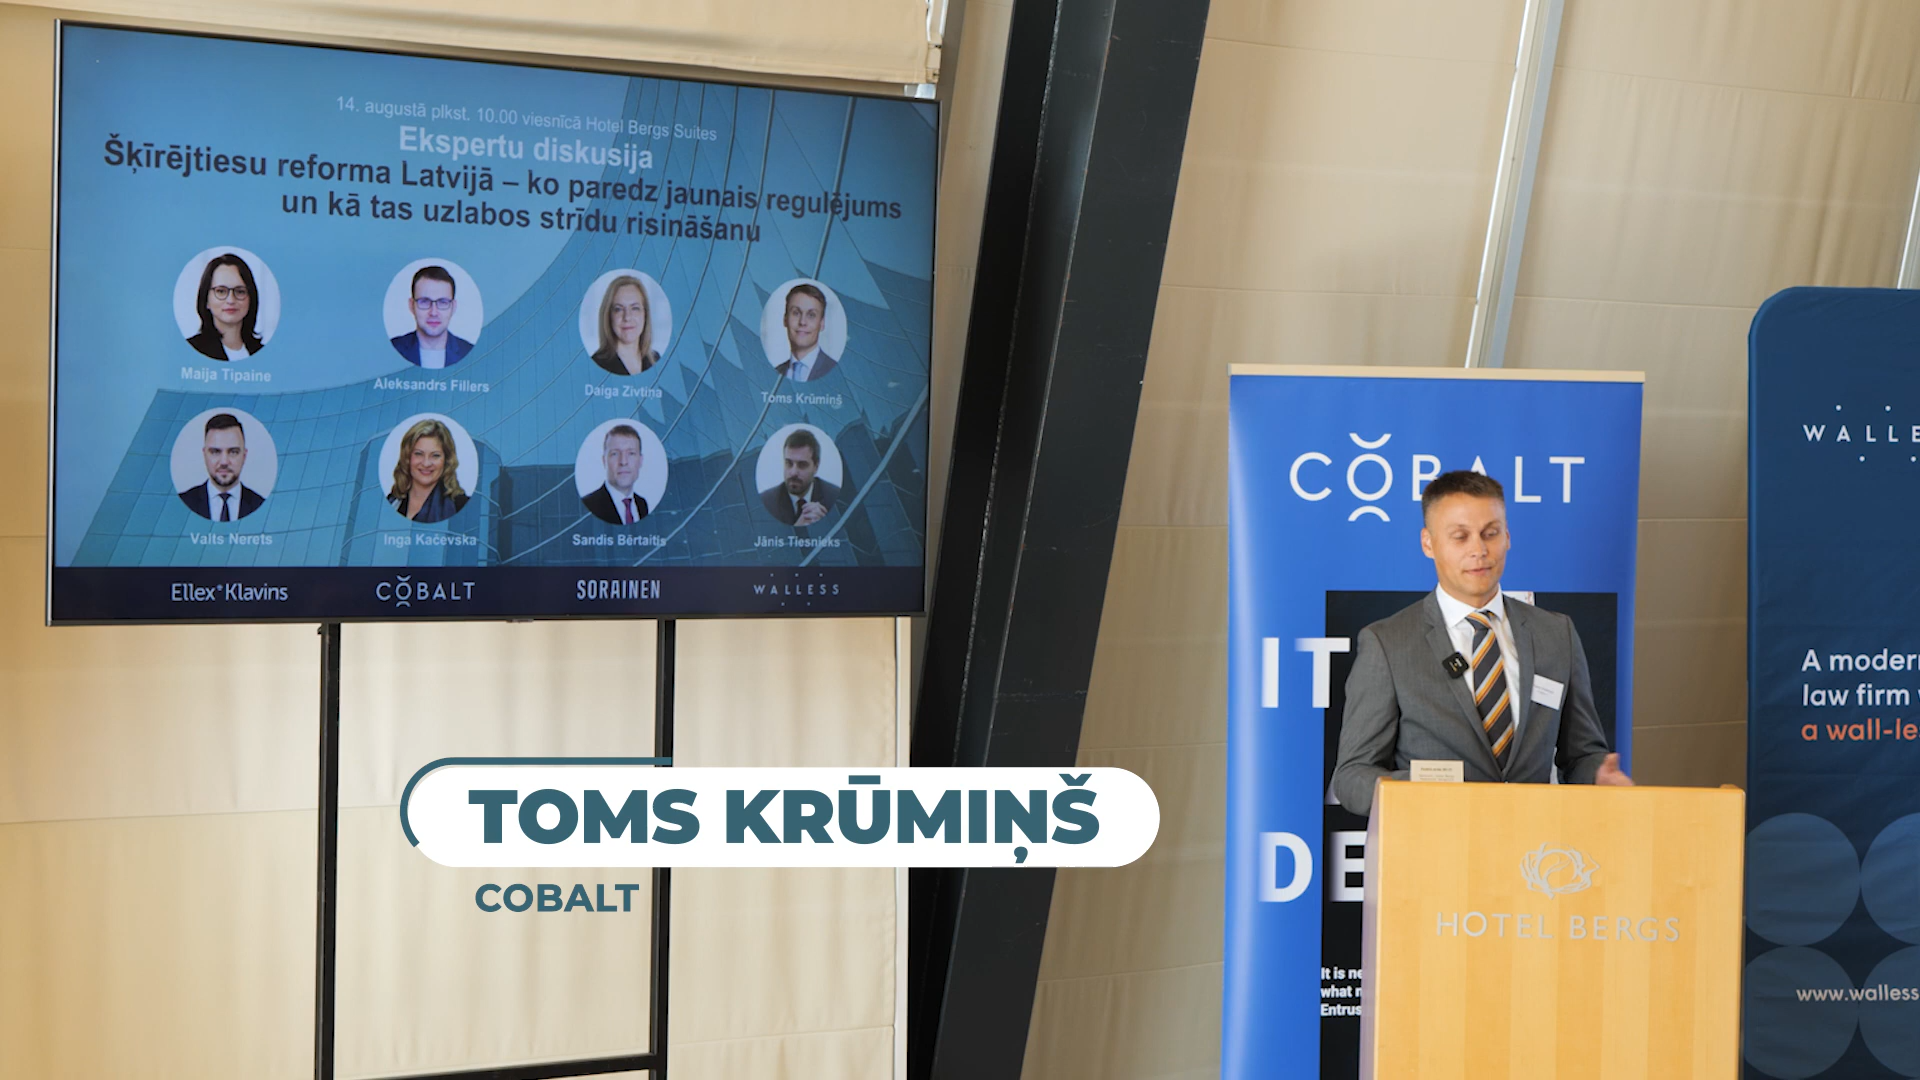 14. augustā plkst. 10.00 viesnīcā Hotel Bergs Suites
Ekspertu diskusija
Šķīrējtiesu reforma Latvijā – ko paredz jaunais regulējums
un kā tas uzlabos strīdu risināšanu
Maija Tipaine
Aleksandrs Fillers
Daiga Zivtiņa
Toms Krūmiņš
Valts Nerets
Inga Kačevska
Sandis Bērtaitis
Jānis Tiesnieks
Ellex® Klavins
COBALT
SORAINEN
WALLESS
TOMS KRŪMIŅŠ
COBALT
COBALT
IT
DE
It is ne
what n
Entrus
HOTEL BERGS
WALLE
A moder
law firm
a wall-le
www.walless